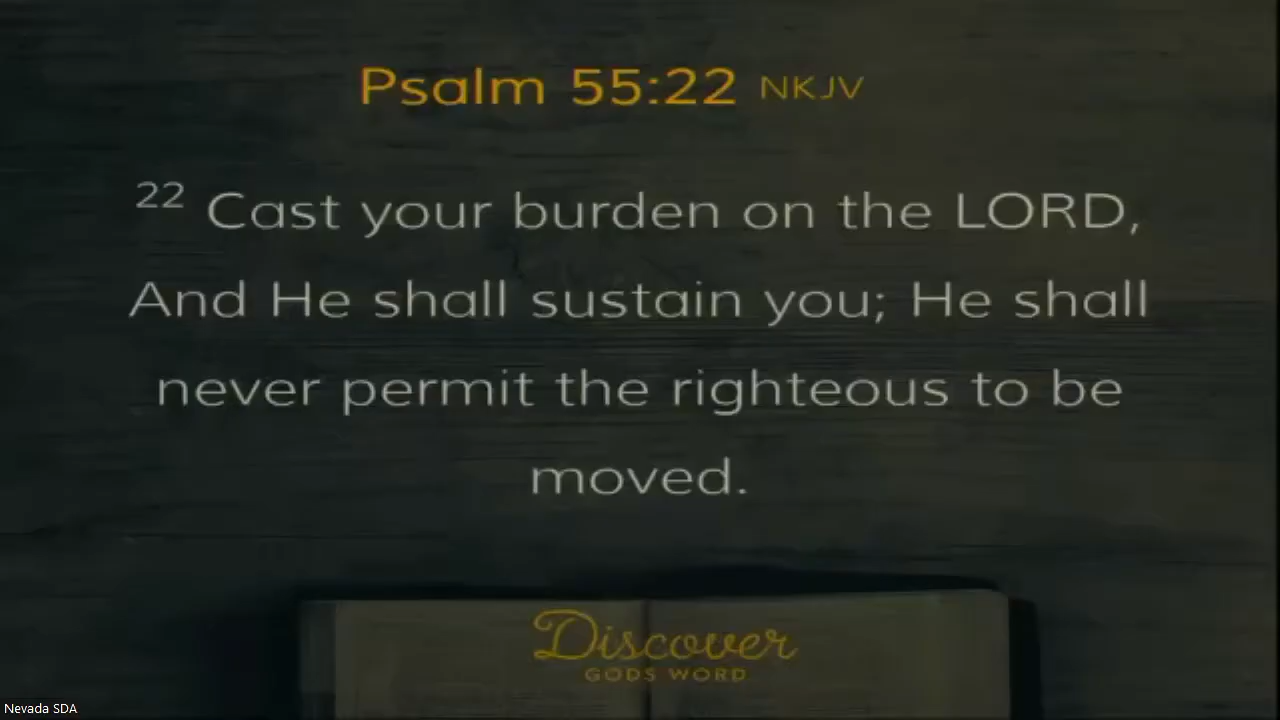 Psalm 55:22 NKJV
22 Cast your burden on the LORD,
And He shall sustain you; He shall
never permit the righteous to be
moved.
Discover
GODS WORD
Nevada SDA